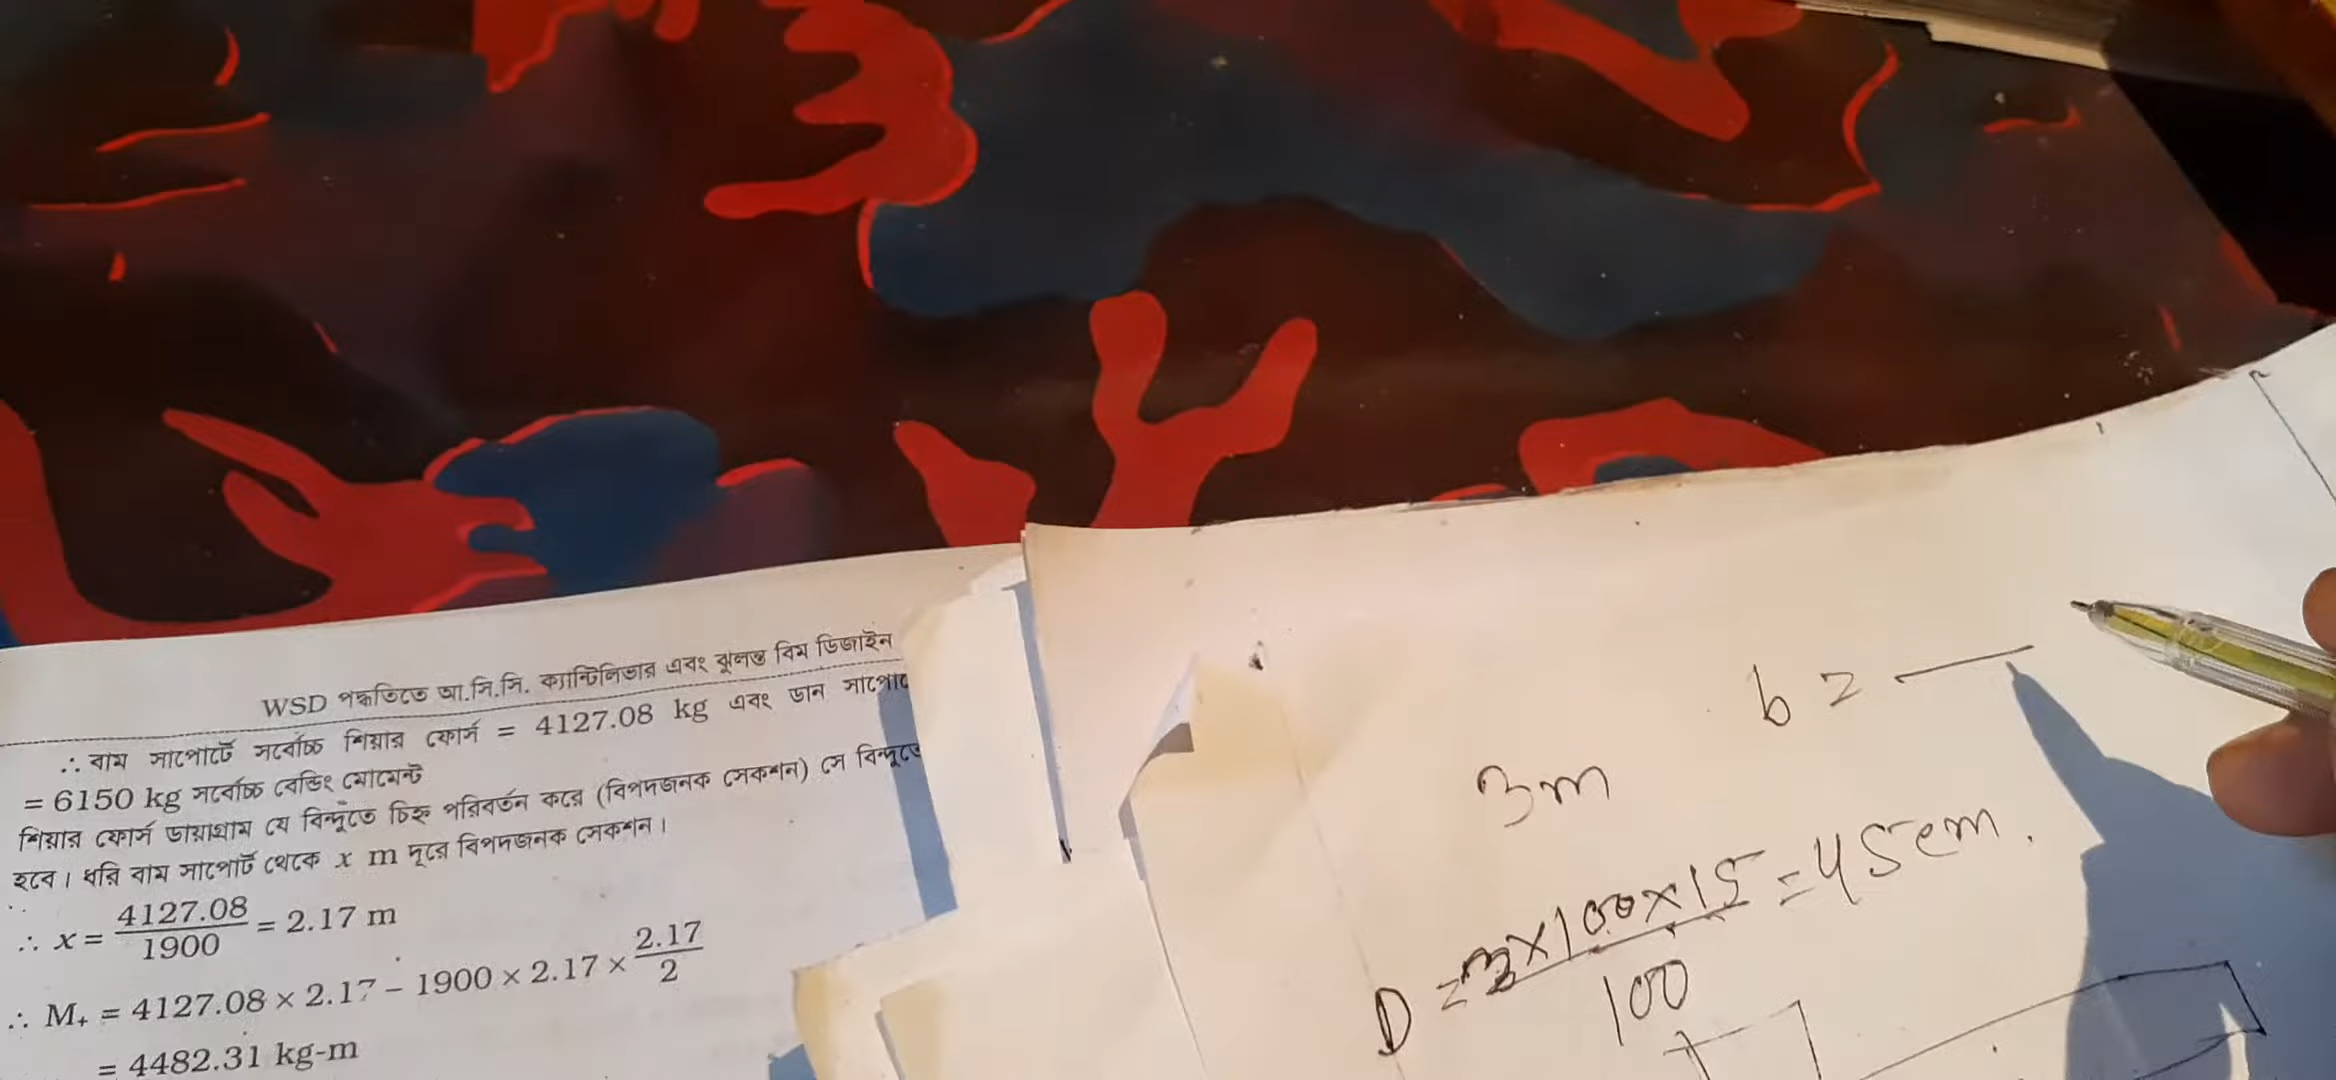 WSD পদ্ধতিতে আ.সি.সি. ক্যান্টিলিভার এবং ঝুলন্ত বিম ডিজাইন
∴ বাম সাপোর্টে সর্বোচ্চ শিয়ার ফোর্স = 4127.08 kg এবং ডান
= 6150 kg সর্বোচ্চ বেন্ডিং মোমেন্ট
শিয়ার ফোর্স ডায়াগ্রাম যে বিন্দুতে চিহ্ন পরিবর্তন করে (বিপদজনক সেকশন) সে বিন্দুতে
হবে। ধরি বাম সাপোর্ট থেকে x m দূরে বিপদজনক সেকশন।
∴ x = 4127.08 / 1900 = 2.17 m
∴ M₊ = 4127.08 × 2.17 − 1900 × 2.17 × 2.17 / 2
= 4482.31 kg-m
b =
3m
D = 3×100×15 / 100 = 45cm.